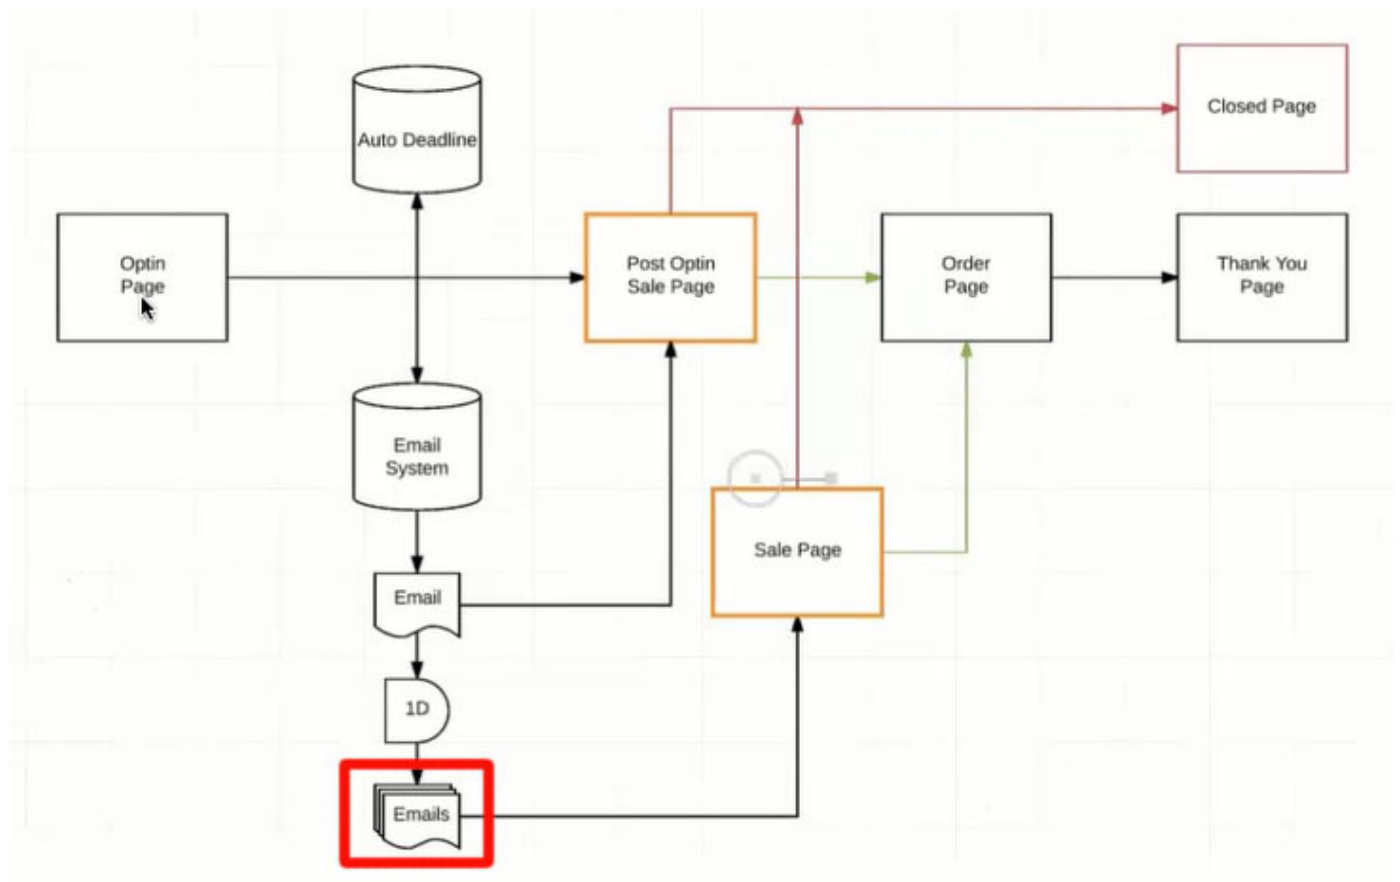 Closed Page
Auto Deadline
Optin
Page
Post Optin
Sale Page
Order
Page
Thank You
Page
Email
System
Sale Page
Email
1D
Emails